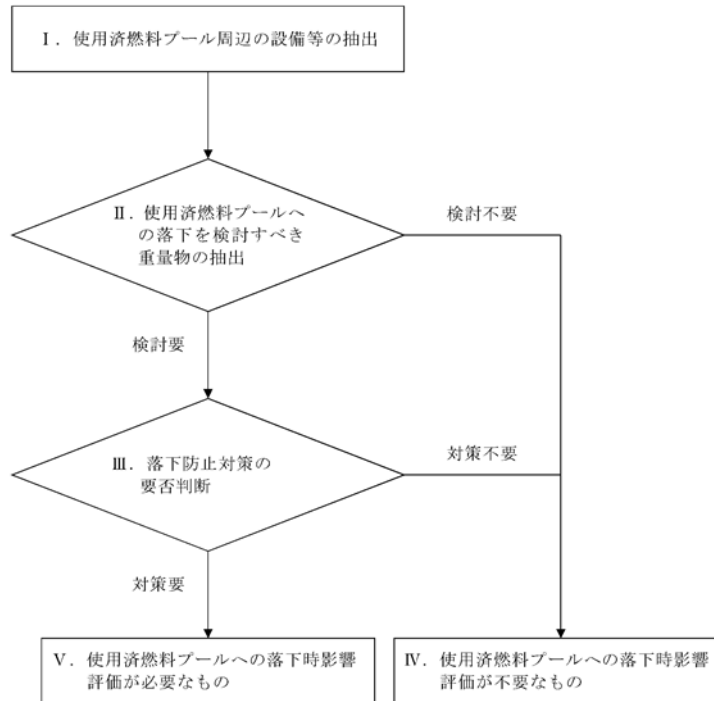 Ⅰ．使用済燃料プール周辺の設備等の抽出
Ⅱ．使用済燃料プールへ
の落下を検討すべき
重量物の抽出
検討不要
検討要
Ⅲ．落下防止対策の
要否判断
対策不要
対策要
Ⅴ．使用済燃料プールへの落下時影響
評価が必要なもの
Ⅳ．使用済燃料プールへの落下時影響
評価が不要なもの